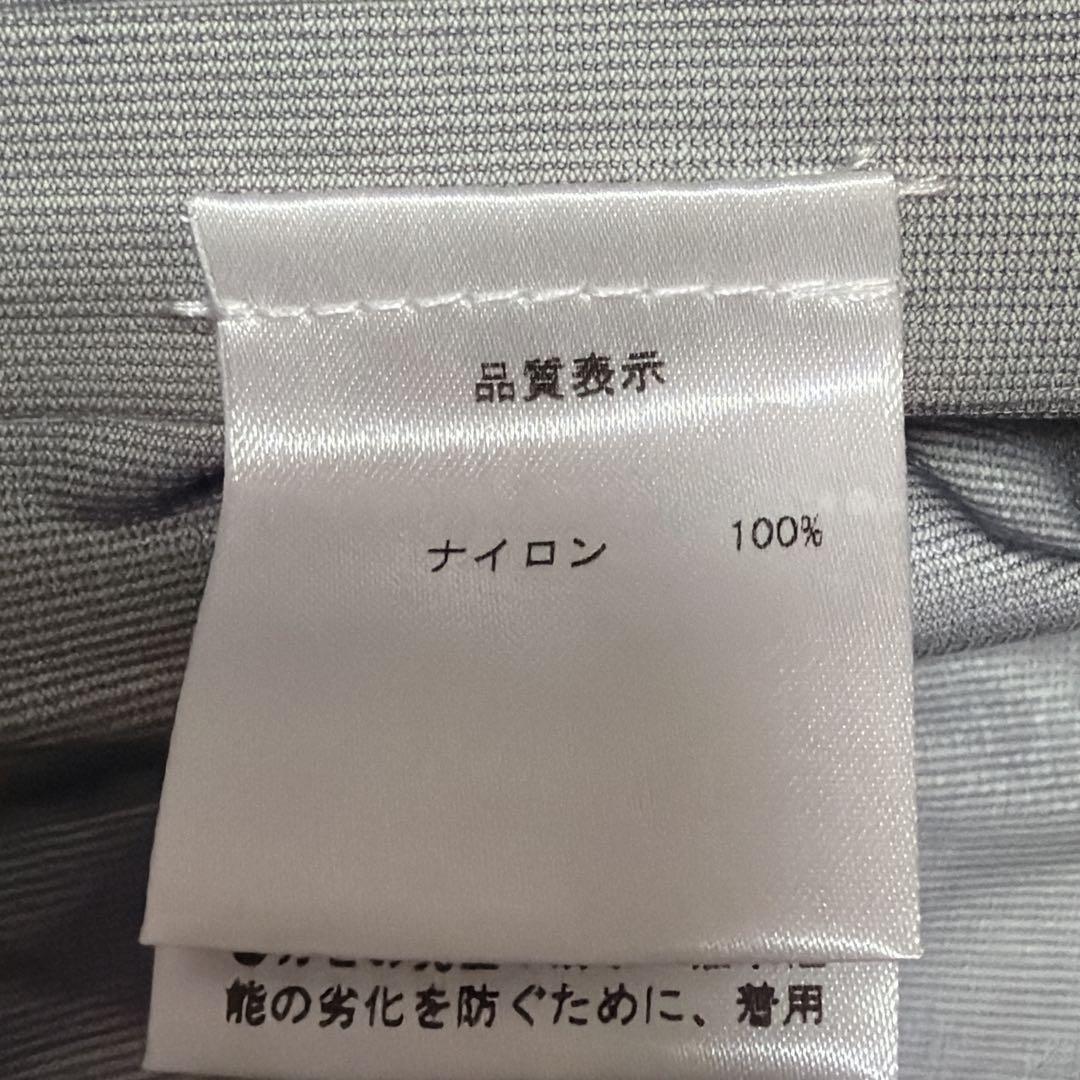 品質表示
ナイロン 100%
能の劣化を防ぐために、着用